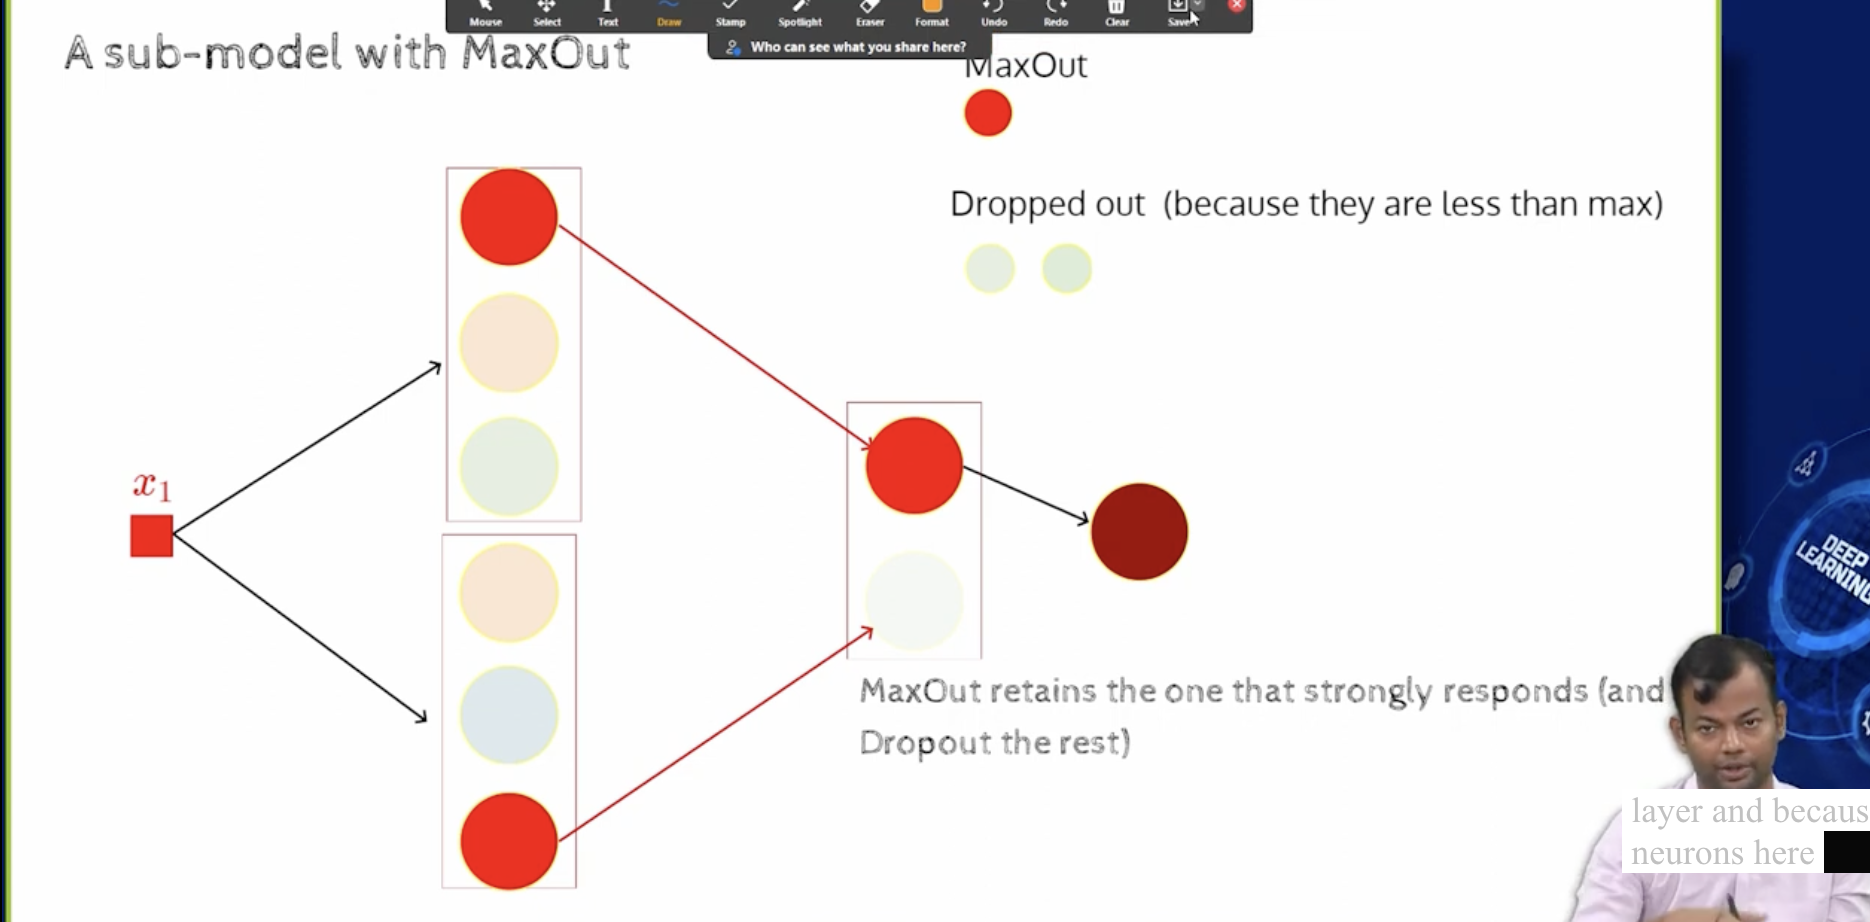 Mouse Select Text Draw Stamp Spotlight Eraser Format Undo Redo Clear Save
Who can see what you share here?
A sub-model with MaxOut
MaxOut
Dropped out (because they are less than max)
x₁
DEEP
LEARNING
MaxOut retains the one that strongly responds (and
Dropout the rest)
layer and becaus
neurons here